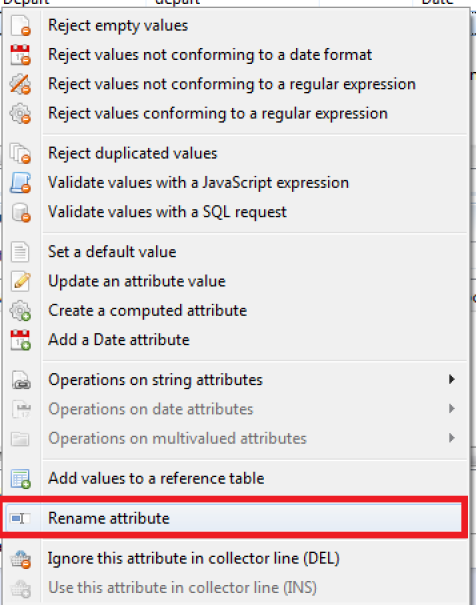 Depart depart Date
Reject empty values
Reject values not conforming to a date format
Reject values not conforming to a regular expression
Reject values conforming to a regular expression
Reject duplicated values
Validate values with a JavaScript expression
Validate values with a SQL request
Set a default value
Update an attribute value
Create a computed attribute
Add a Date attribute
Operations on string attributes
Operations on date attributes
Operations on multivalued attributes
Add values to a reference table
Rename attribute
Ignore this attribute in collector line (DEL)
Use this attribute in collector line (INS)